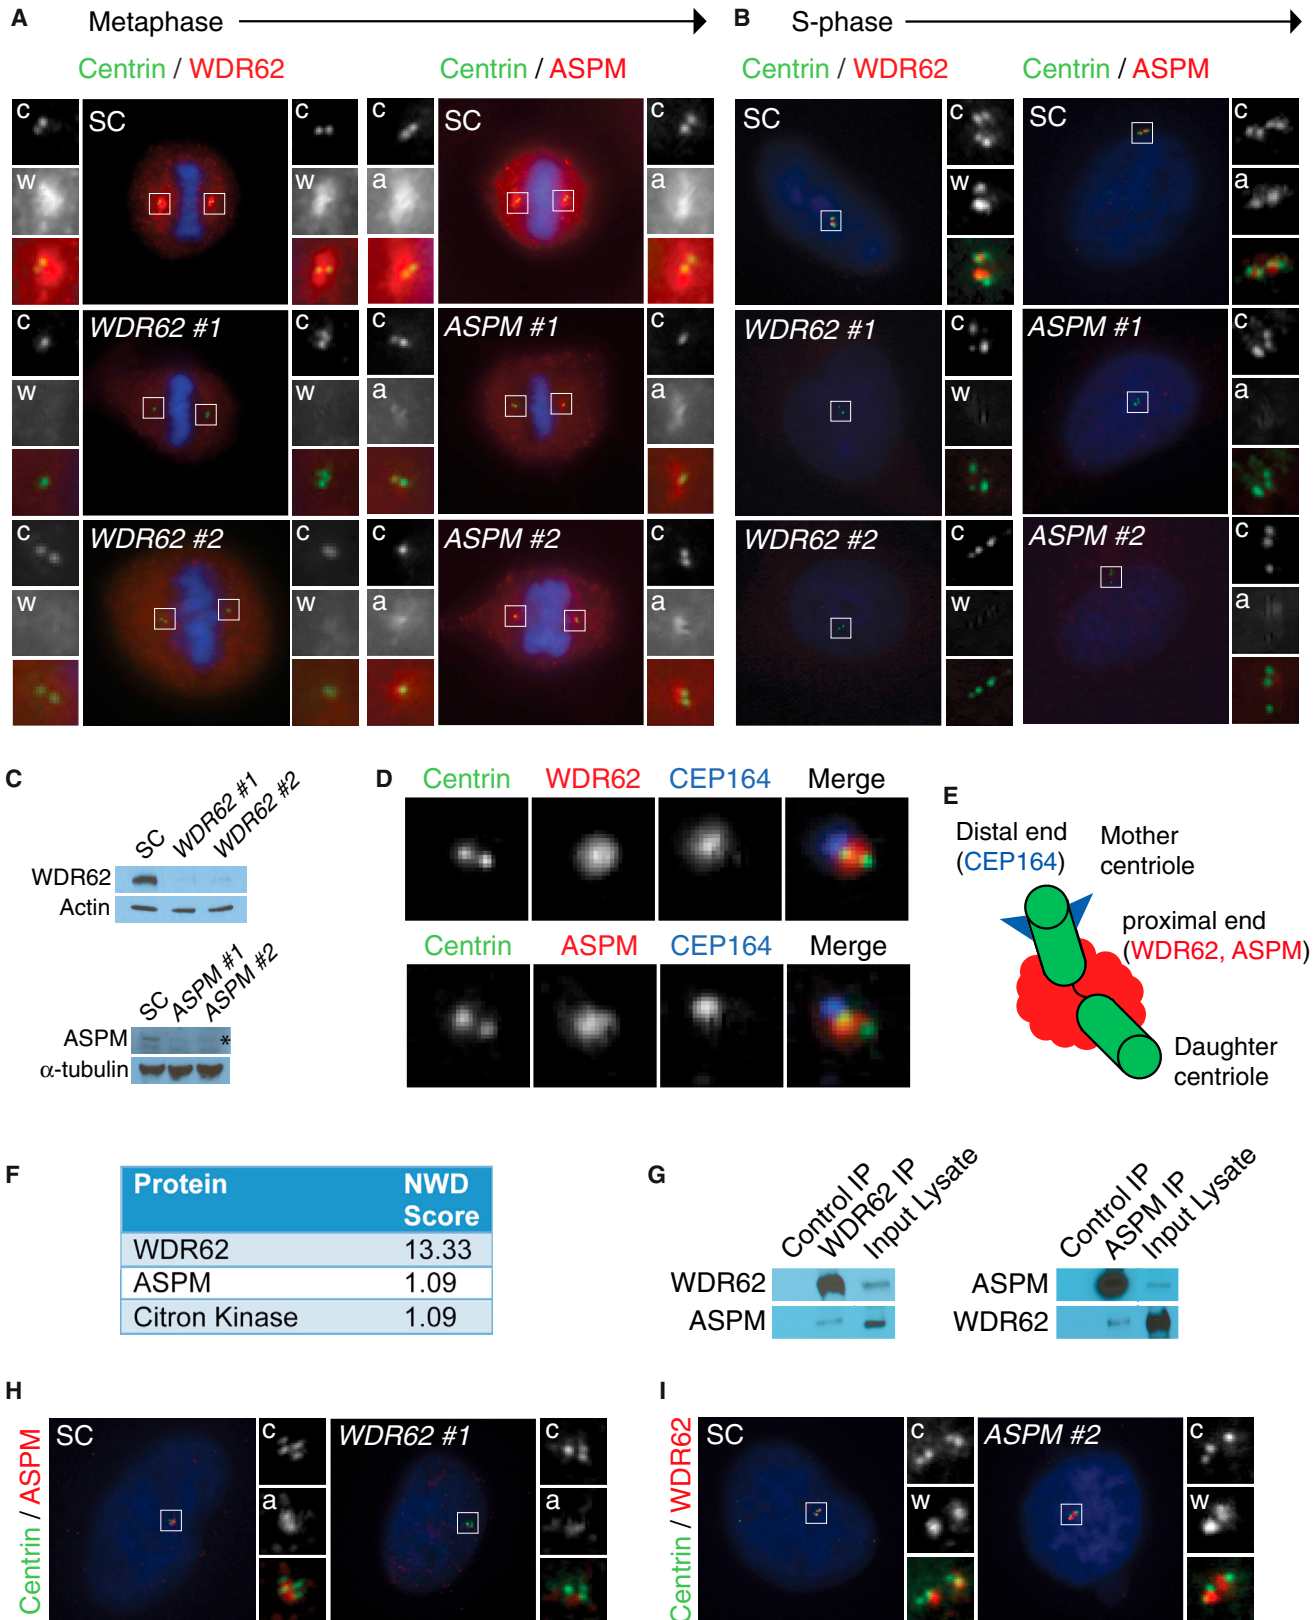 A
Metaphase
Centrin / WDR62
Centrin / ASPM
c
SC
c
c
SC
c
w
w
a
a
c
WDR62 #1
c
c
ASPM #1
c
w
w
a
a
c
WDR62 #2
c
c
ASPM #2
c
w
w
a
a
B
S-phase
Centrin / WDR62
Centrin / ASPM
SC
c
SC
c
w
a
WDR62 #1
c
ASPM #1
c
w
a
WDR62 #2
c
ASPM #2
c
w
a
C
SC
WDR62 #1
WDR62 #2
WDR62
Actin
SC
ASPM #1
ASPM #2
ASPM
*
α-tubulin
D
Centrin
WDR62
CEP164
Merge
Centrin
ASPM
CEP164
Merge
E
Distal end
(CEP164)
Mother
centriole
proximal end
(WDR62, ASPM)
Daughter
centriole
F
Protein NWD
Score
WDR62 13.33
ASPM 1.09
Citron Kinase 1.09
G
Control IP
WDR62 IP
Input Lysate
WDR62
ASPM
Control IP
ASPM IP
Input Lysate
ASPM
WDR62
H
Centrin / ASPM
SC
c
a
WDR62 #1
c
a
I
Centrin / WDR62
SC
c
w
ASPM #2
c
w